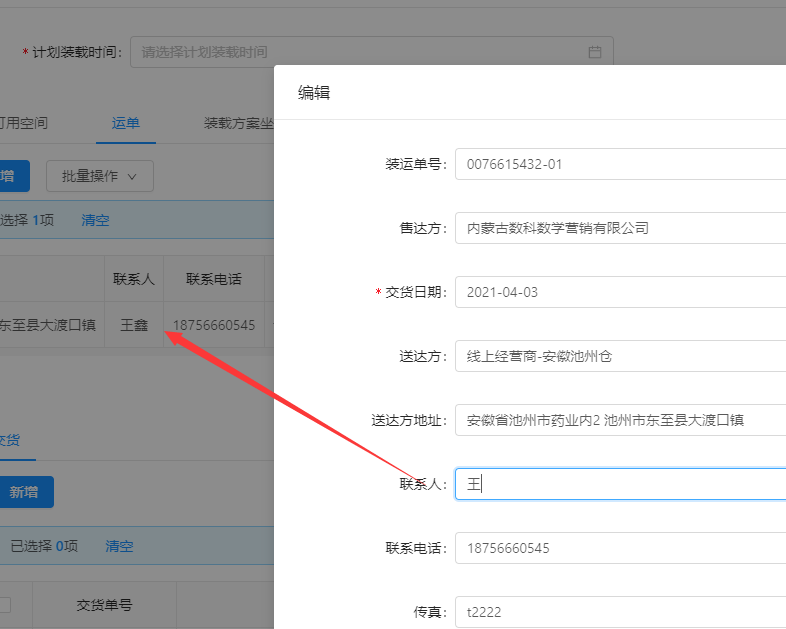 * 计划装载时间: 请选择计划装载时间
可用空间 运单 装载方案坐
增 批量操作
选择 1项 清空
联系人 联系电话
东至县大渡口镇 王鑫 18756660545
交货
新增
已选择 0项 清空
交货单号
编辑
装运单号: 0076615432-01
售达方: 内蒙古数科数学营销有限公司
* 交货日期: 2021-04-03
送达方: 线上经营商-安徽池州仓
送达方地址: 安徽省池州市药业内2 池州市东至县大渡口镇
联系人: 王
联系电话: 18756660545
传真: t2222